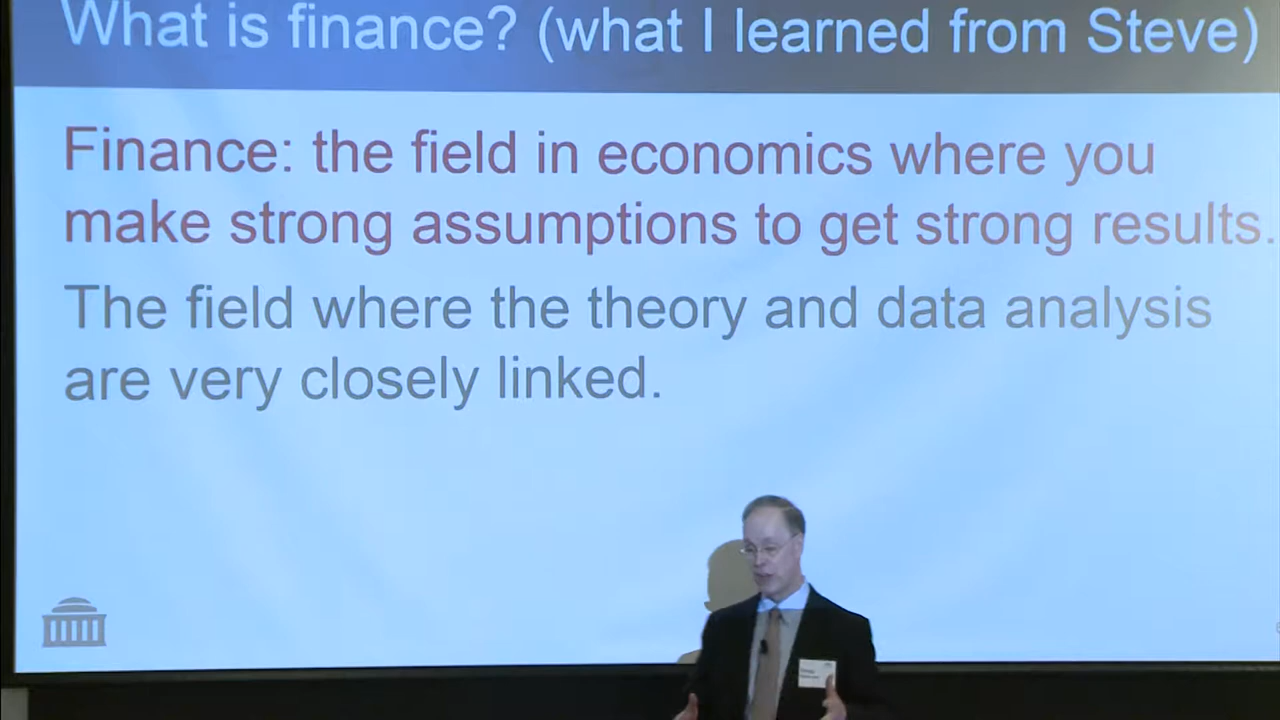 What is finance? (what I learned from Steve)
Finance: the field in economics where you
make strong assumptions to get strong results.
The field where the theory and data analysis
are very closely linked.